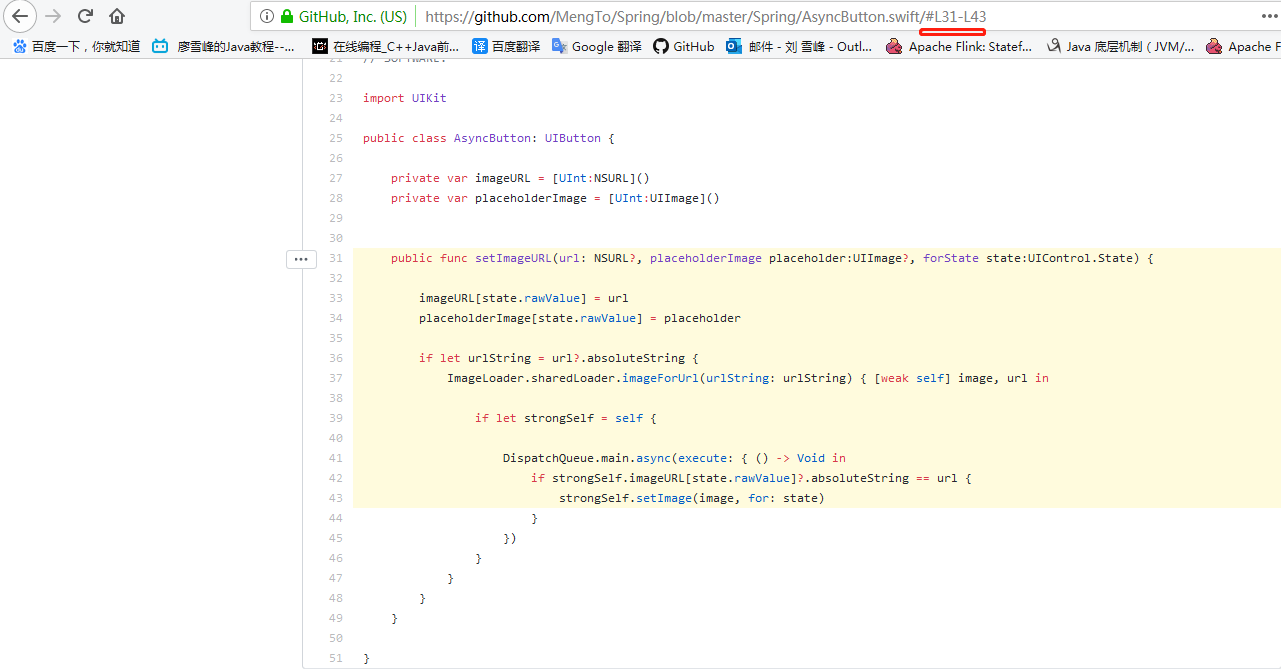 GitHub, Inc. (US) https://github.com/MengTo/Spring/blob/master/Spring/AsyncButton.swift/#L31-L43
百度一下，你就知道 廖雪峰的Java教程--... 在线编程_C++Java前... 译 百度翻译 Google 翻译 GitHub 邮件 - 刘 雪峰 - Outl... Apache Flink: Statef... Java 底层机制 ( JVM/... Apache F
21 // SOFTWARE.
22
23 import UIKit
24
25 public class AsyncButton: UIButton {
26
27 private var imageURL = [UInt:NSURL]()
28 private var placeholderImage = [UInt:UIImage]()
29
30
31 public func setImageURL(url: NSURL?, placeholderImage placeholder:UIImage?, forState state:UIControl.State) {
32
33 imageURL[state.rawValue] = url
34 placeholderImage[state.rawValue] = placeholder
35
36 if let urlString = url?.absoluteString {
37 ImageLoader.sharedLoader.imageForUrl(urlString: urlString) { [weak self] image, url in
38
39 if let strongSelf = self {
40
41 DispatchQueue.main.async(execute: { () -> Void in
42 if strongSelf.imageURL[state.rawValue]?.absoluteString == url {
43 strongSelf.setImage(image, for: state)
44 }
45 })
46 }
47 }
48 }
49 }
50
51 }